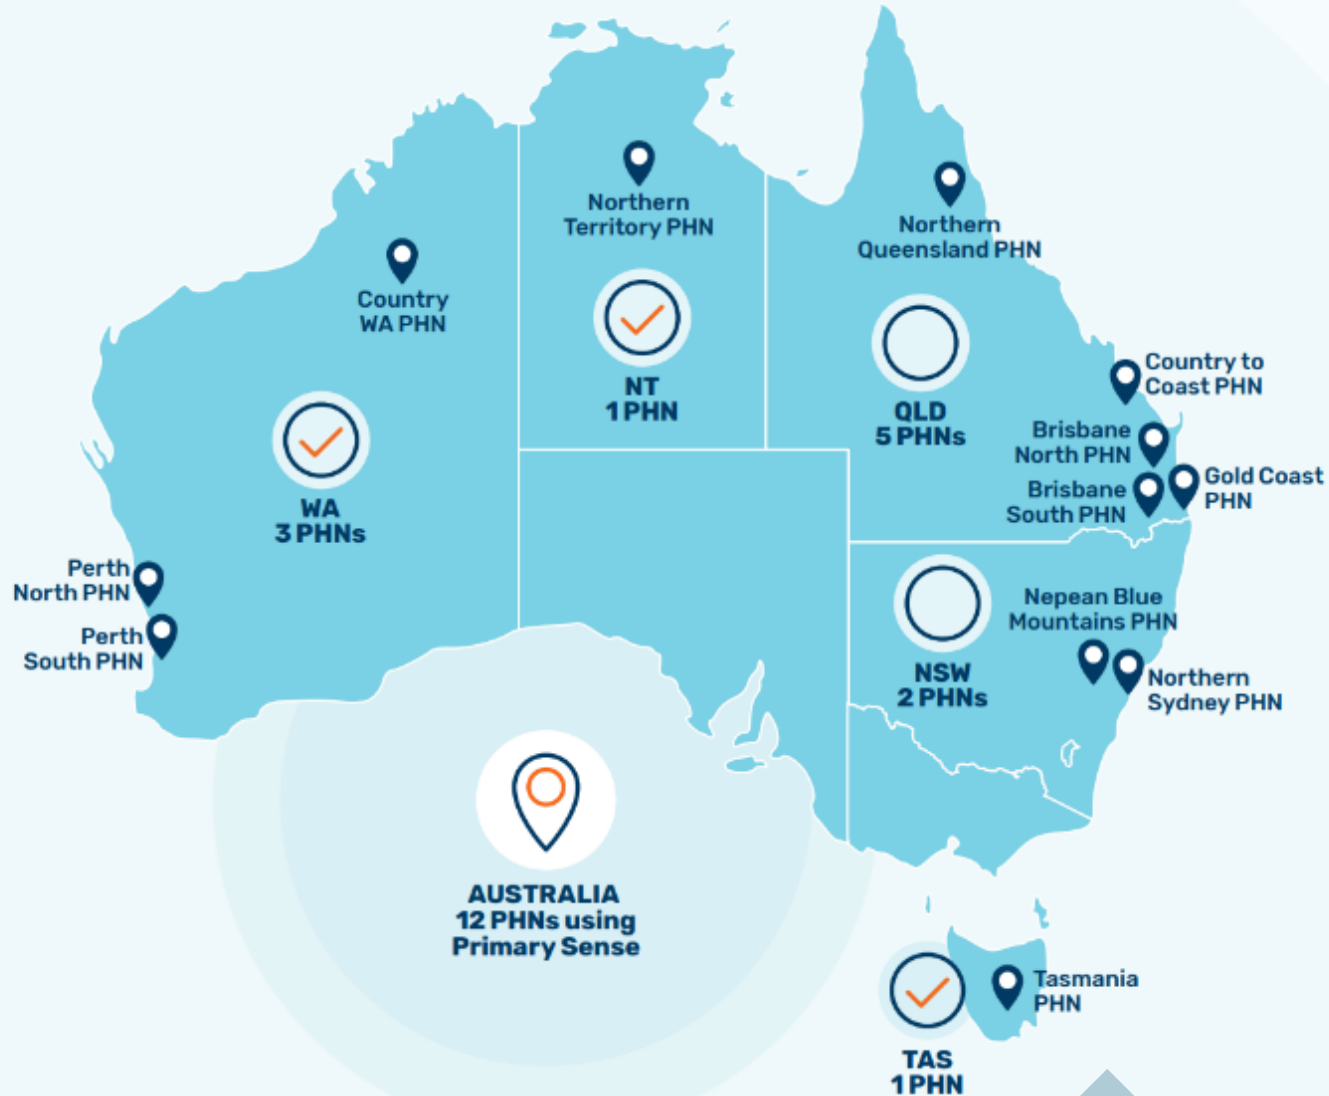 Northern
Territory PHN
Northern
Queensland PHN
Country
WA PHN
NT
1 PHN
QLD
5 PHNs
Country to
Coast PHN
Brisbane
North PHN
Gold Coast
PHN
Brisbane
South PHN
WA
3 PHNs
Perth
North PHN
Perth
South PHN
Nepean Blue
Mountains PHN
NSW
2 PHNs
Northern
Sydney PHN
AUSTRALIA
12 PHNs using
Primary Sense
Tasmania
PHN
TAS
1 PHN